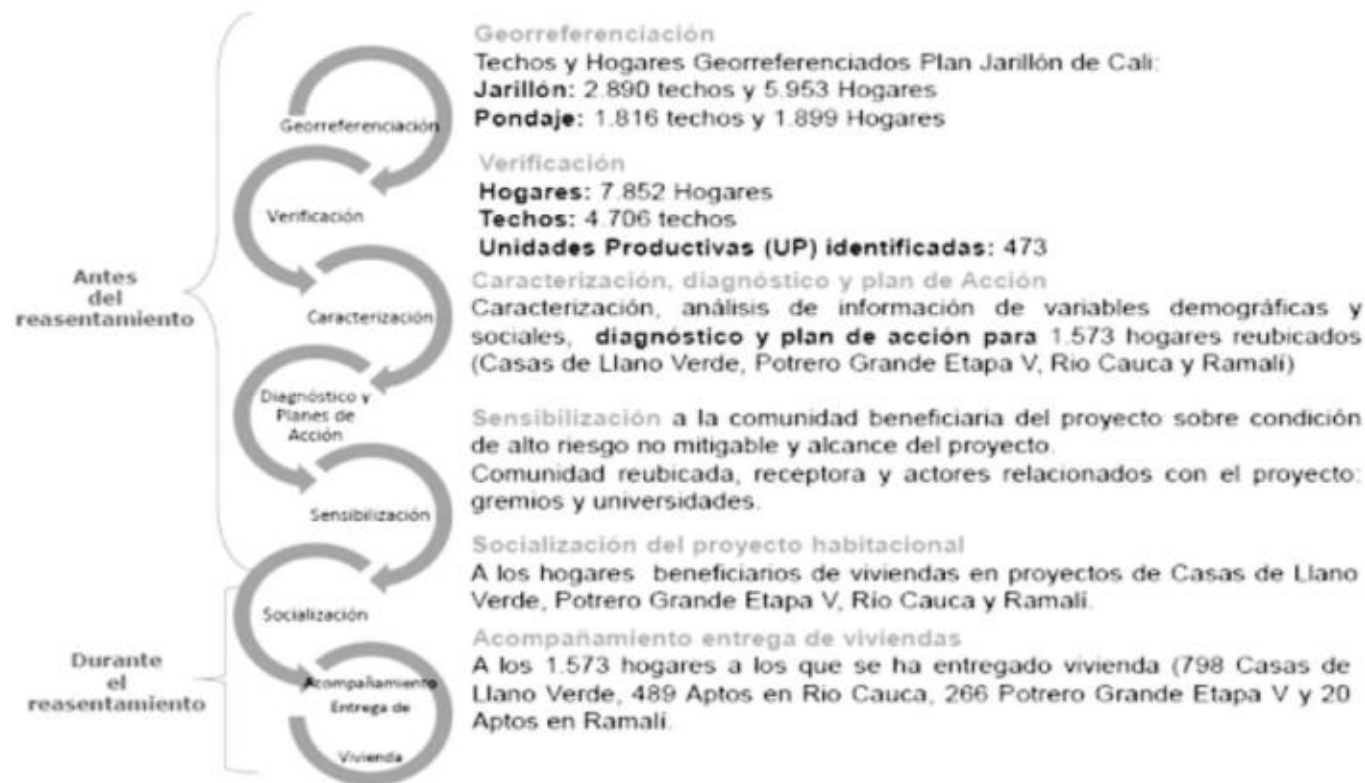 Georreferenciación
Techos y Hogares Georreferenciados Plan Jarillón de Cali:
Jarillón: 2.890 techos y 5.953 Hogares
Pondaje: 1.816 techos y 1.899 Hogares
Georreferenciación
Verificación
Hogares: 7.852 Hogares
Techos: 4.706 techos
Unidades Productivas (UP) identificadas: 473
Verificación
Antes
del
reasentamiento
Caracterización, diagnóstico y plan de Acción
Caracterización, análisis de información de variables demográficas y
sociales, diagnóstico y plan de acción para 1.573 hogares reubicados
(Casas de Llano Verde, Potrero Grande Etapa V, Rio Cauca y Ramalí)
Caracterización
Diagnóstico y
Planes de
Acción
Sensibilización a la comunidad beneficiaria del proyecto sobre condición
de alto riesgo no mitigable y alcance del proyecto.
Comunidad reubicada, receptora y actores relacionados con el proyecto:
gremios y universidades.
Sensibilización
Socialización del proyecto habitacional
A los hogares beneficiarios de viviendas en proyectos de Casas de Llano
Verde, Potrero Grande Etapa V, Río Cauca y Ramalí.
Socialización
Durante
el
reasentamiento
Acompañamiento entrega de viviendas
A los 1.573 hogares a los que se ha entregado vivienda (798 Casas de
Llano Verde, 489 Aptos en Rio Cauca, 266 Potrero Grande Etapa V y 20
Aptos en Ramalí.
Acompañamiento
Entrega de
Vivienda